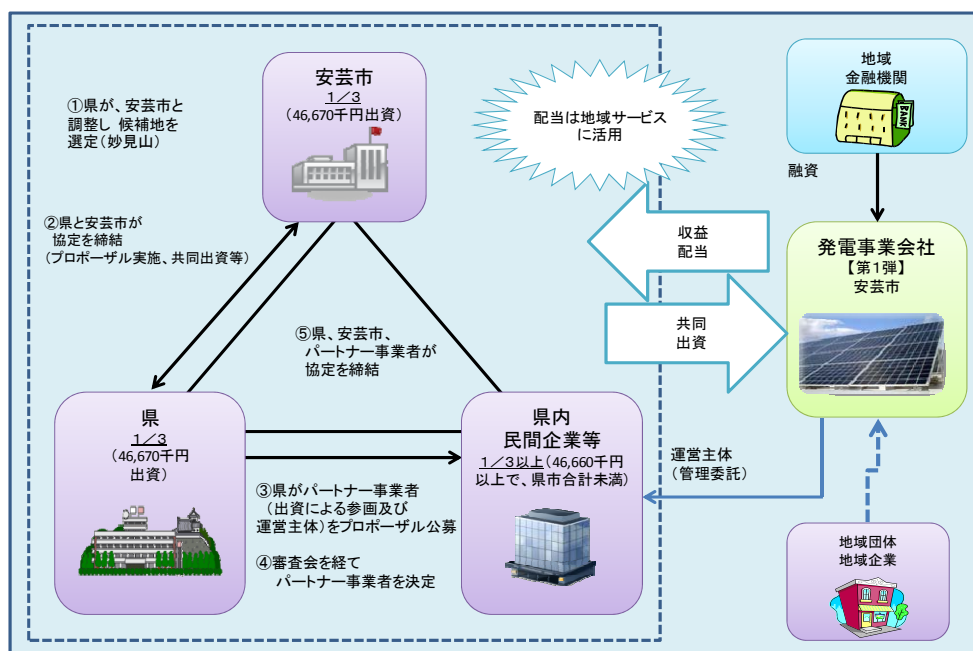 安芸市
1/3
(46,670千円出資)
①県が、安芸市と
調整し 候補地を
選定(妙見山)
②県と安芸市が
協定を締結
(プロポーザル実施、共同出資等)
⑤県、安芸市、
パートナー事業者が
協定を締結
県
1/3
(46,670千円
出資)
③県がパートナー事業者
(出資による参画及び
運営主体)をプロポーザル公募
④審査会を経て
パートナー事業者を決定
県内
民間企業等
1/3以上(46,660千円
以上で、県市合計未満)
配当は地域サービス
に活用
収益
配当
共同
出資
地域
金融機関
BANK
融資
発電事業会社
【第1弾】
安芸市
運営主体
(管理委託)
地域団体
地域企業